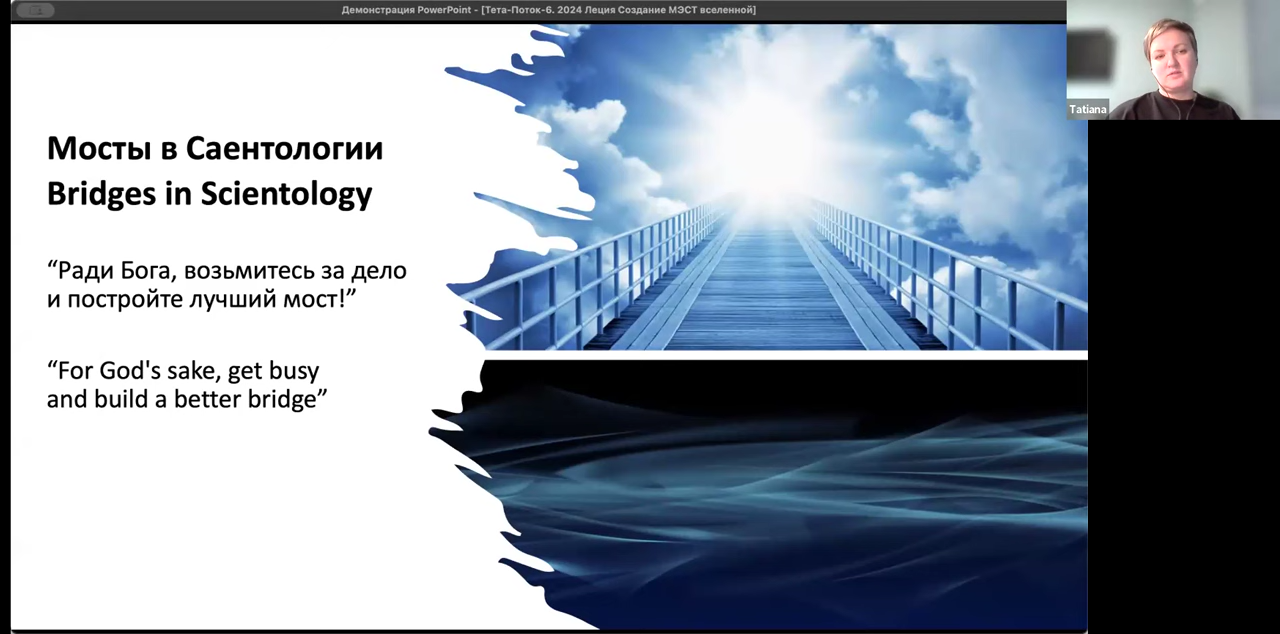 Демонстрация PowerPoint - [Тета-Поток-6. 2024 Леция Создание МЭСТ вселенной]
Tatiana
Мосты в Саентологии
Bridges in Scientology
“Ради Бога, возьмитесь за дело
и постройте лучший мост!”
“For God's sake, get busy
and build a better bridge”